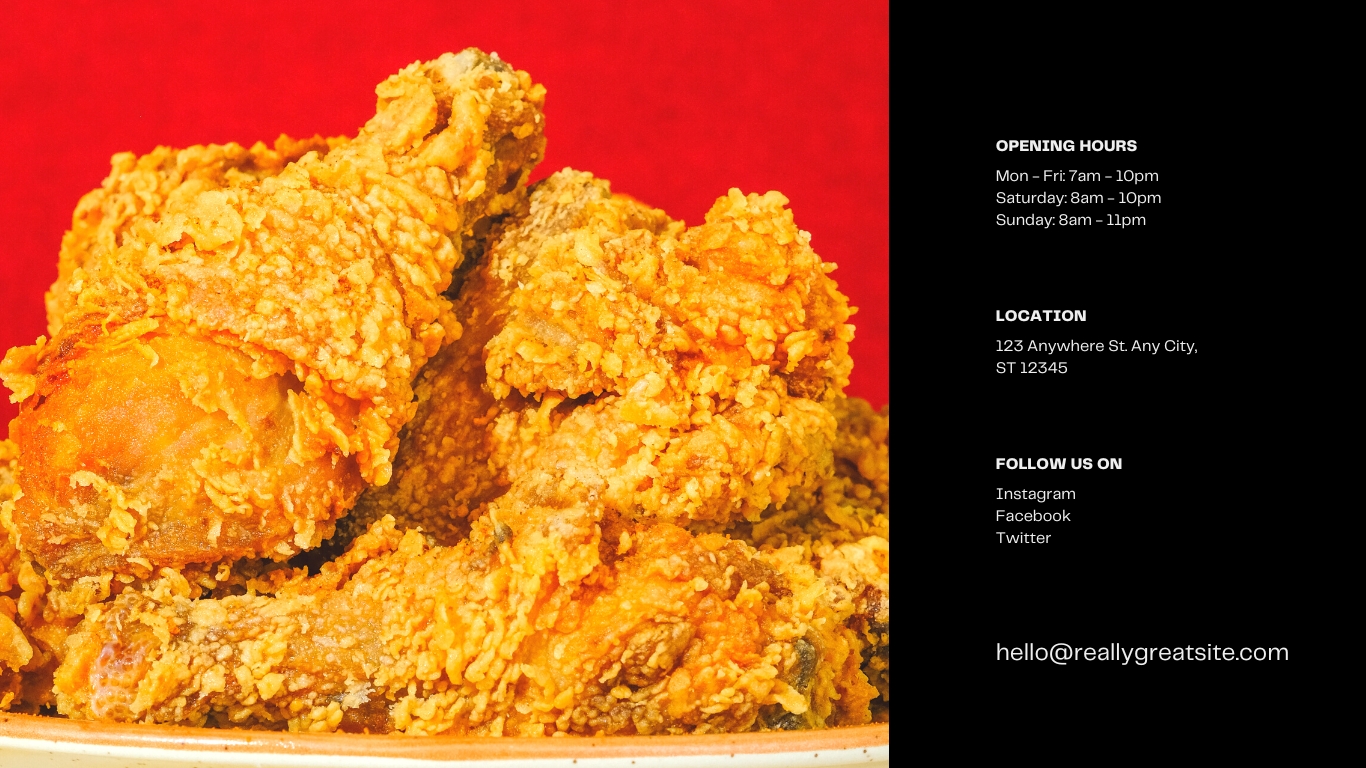 OPENING HOURS
Mon - Fri: 7am - 10pm
Saturday: 8am - 10pm
Sunday: 8am - 11pm
LOCATION
123 Anywhere St. Any City,
ST 12345
FOLLOW US ON
Instagram
Facebook
Twitter
hello@reallygreatsite.com